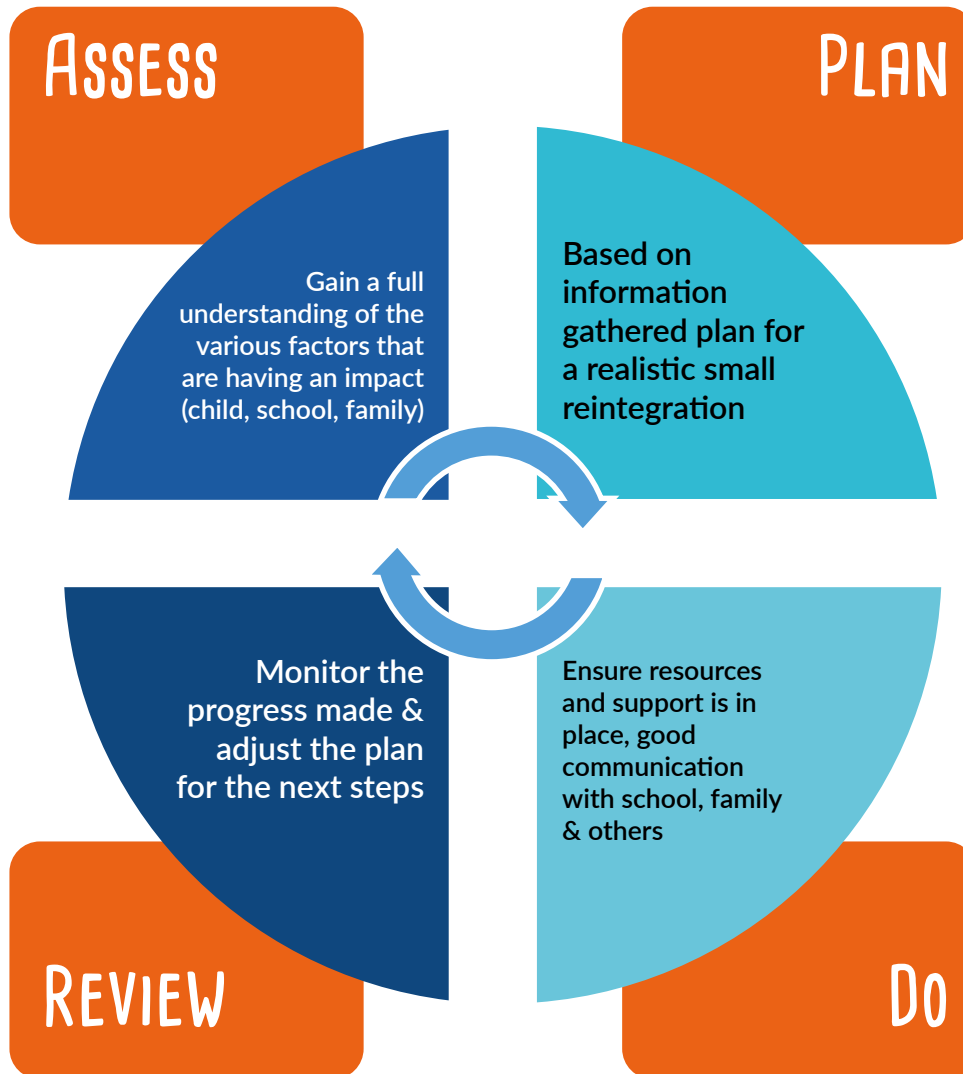 ASSESS
Gain a full
understanding of the
various factors that
are having an impact
(child, school, family)
PLAN
Based on
information
gathered plan for
a realistic small
reintegration
Monitor the
progress made &
adjust the plan
for the next steps
REVIEW
Ensure resources
and support is in
place, good
communication
with school, family
& others
DO